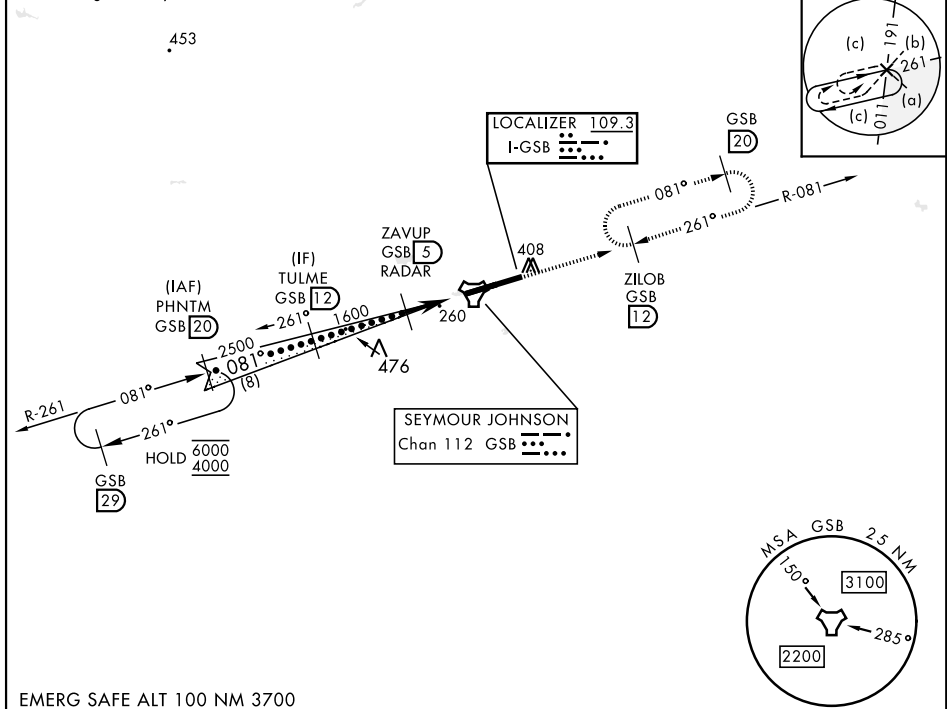 453
191
(c)
(b)
261
(a)
(c)
011
LOCALIZER 109.3
I-GSB
GSB
20
081°
261°
R-081
ZAVUP
GSB 5
RADAR
408
ZILOB
GSB
12
(IF)
TULME
GSB 12
(IAF)
PHNTM
GSB 20
261°
1600
260
2500
081°
(8)
476
R-261
081°
261°
HOLD 6000
4000
GSB
29
SEYMOUR JOHNSON
Chan 112 GSB
MSA GSB 25 NM
150°
3100
285°
2200
EMERG SAFE ALT 100 NM 3700